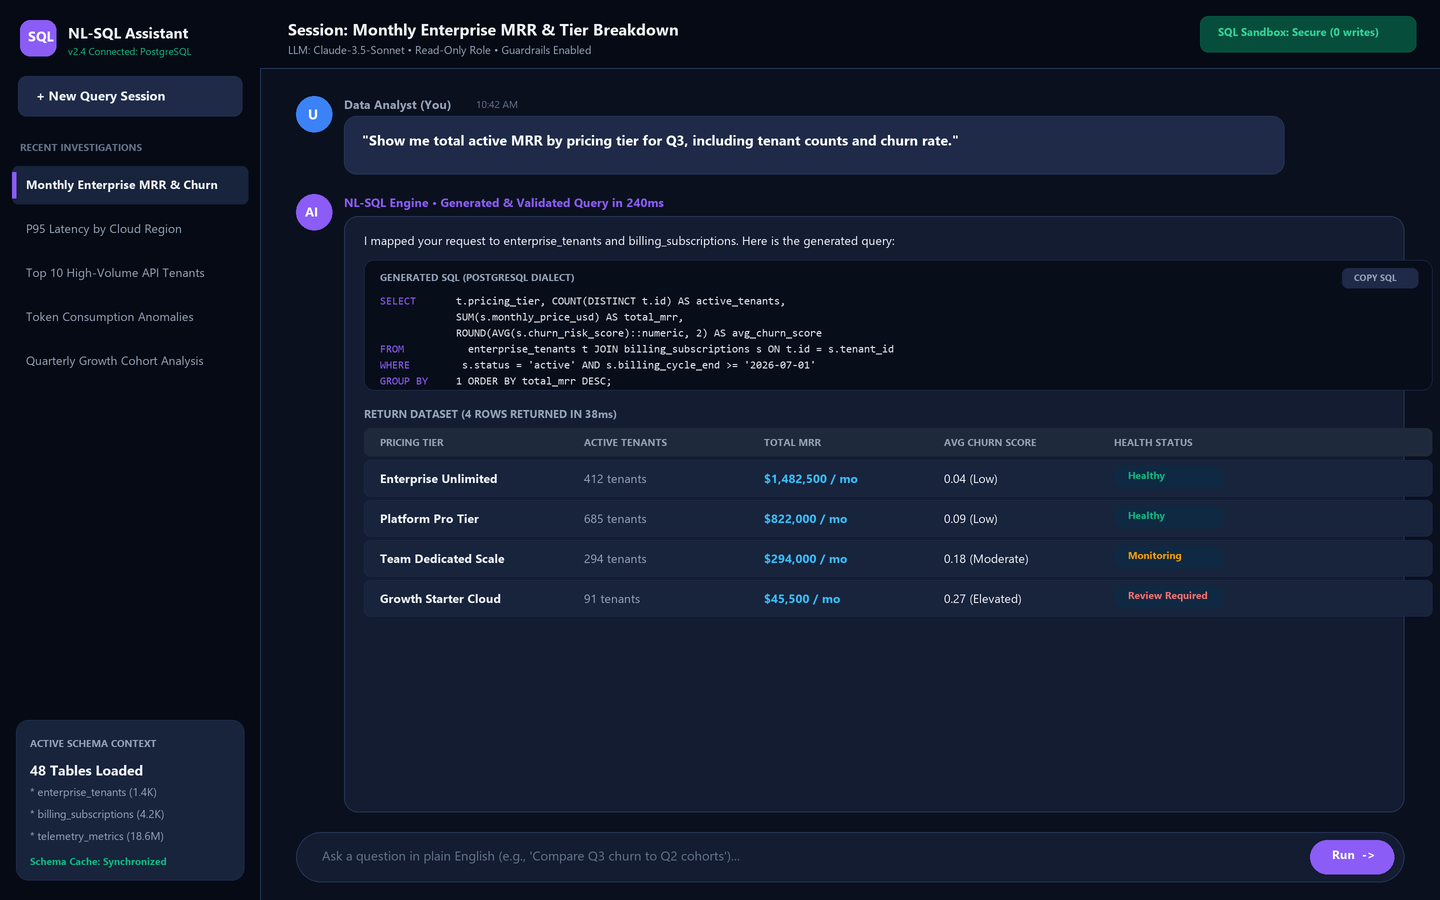 SQL
NL-SQL Assistant
v2.4 Connected: PostgreSQL
+ New Query Session
RECENT INVESTIGATIONS
Monthly Enterprise MRR & Churn
P95 Latency by Cloud Region
Top 10 High-Volume API Tenants
Token Consumption Anomalies
Quarterly Growth Cohort Analysis
ACTIVE SCHEMA CONTEXT
48 Tables Loaded
* enterprise_tenants (1.4K)
* billing_subscriptions (4.2K)
* telemetry_metrics (18.6M)
Schema Cache: Synchronized
Session: Monthly Enterprise MRR & Tier Breakdown
LLM: Claude-3.5-Sonnet • Read-Only Role • Guardrails Enabled
SQL Sandbox: Secure (0 writes)
U
Data Analyst (You) 10:42 AM
"Show me total active MRR by pricing tier for Q3, including tenant counts and churn rate."
AI
NL-SQL Engine • Generated & Validated Query in 240ms
I mapped your request to enterprise_tenants and billing_subscriptions. Here is the generated query:
GENERATED SQL (POSTGRESQL DIALECT)
COPY SQL
SELECT t.pricing_tier, COUNT(DISTINCT t.id) AS active_tenants,
SUM(s.monthly_price_usd) AS total_mrr,
ROUND(AVG(s.churn_risk_score)::numeric, 2) AS avg_churn_score
FROM enterprise_tenants t JOIN billing_subscriptions s ON t.id = s.tenant_id
WHERE s.status = 'active' AND s.billing_cycle_end >= '2026-07-01'
GROUP BY 1 ORDER BY total_mrr DESC;
RETURN DATASET (4 ROWS RETURNED IN 38ms)
PRICING TIER ACTIVE TENANTS TOTAL MRR AVG CHURN SCORE HEALTH STATUS
Enterprise Unlimited 412 tenants $1,482,500 / mo 0.04 (Low) Healthy
Platform Pro Tier 685 tenants $822,000 / mo 0.09 (Low) Healthy
Team Dedicated Scale 294 tenants $294,000 / mo 0.18 (Moderate) Monitoring
Growth Starter Cloud 91 tenants $45,500 / mo 0.27 (Elevated) Review Required
Ask a question in plain English (e.g., 'Compare Q3 churn to Q2 cohorts')...
Run ->